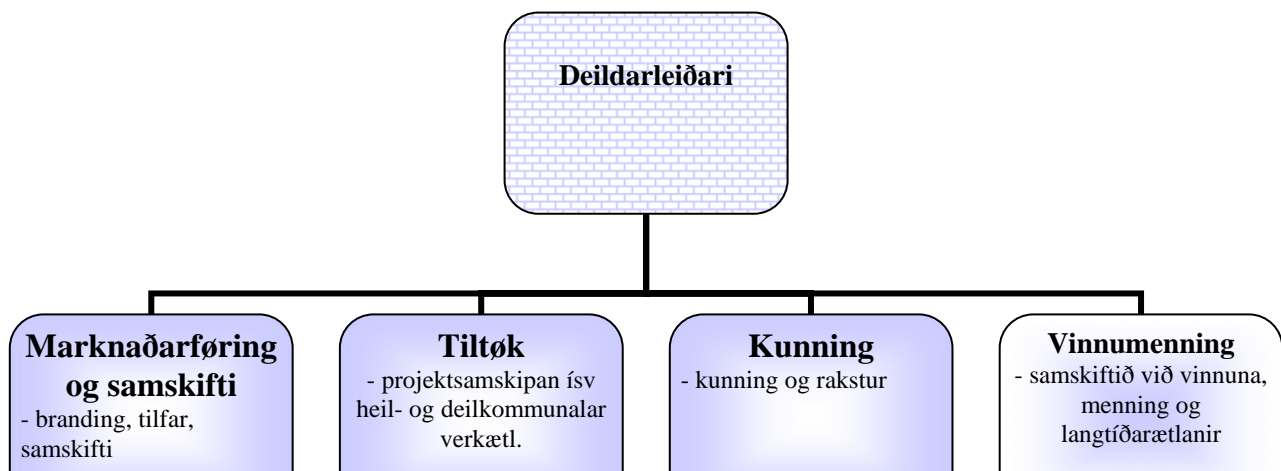 Deildarleiðari
Marknaðarføring
og samskifti
- branding, tilfar,
samskifti
Tiltøk
- projektsamskipan ísv
heil- og deilkommunalar
verkætl.
Kunning
- kunning og rakstur
Vinnumenning
- samskiftið við vinnuna,
menning og
langtíðarætlanir